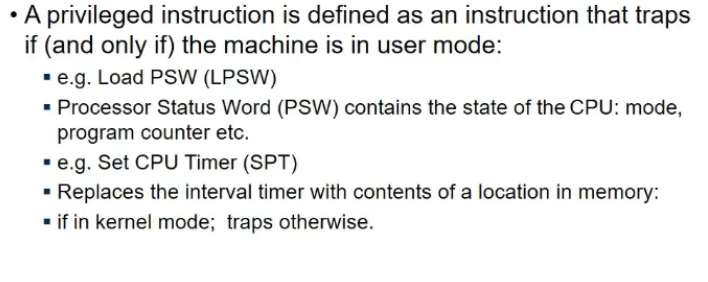 • A privileged instruction is defined as an instruction that traps
if (and only if) the machine is in user mode:
▪ e.g. Load PSW (LPSW)
▪ Processor Status Word (PSW) contains the state of the CPU: mode,
program counter etc.
▪ e.g. Set CPU Timer (SPT)
▪ Replaces the interval timer with contents of a location in memory:
▪ if in kernel mode; traps otherwise.